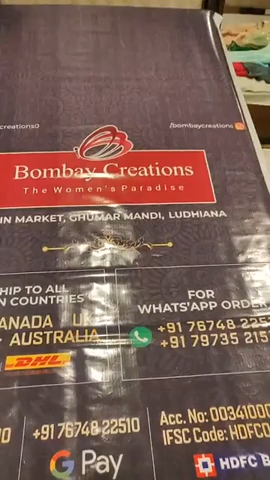 creations0
/bombaycreations
Bombay Creations
The Women's Paradise
IN MARKET, GHUMAR MANDI, LUDHIANA
HIP TO ALL
N COUNTRIES
ANADA
AUSTRALIA
DHL
FOR
WHATS'APP ORDER
+91 76748 225
+91 79735 215
+91 76748 22510
G Pay
Acc. No: 00341000
IFSC Code: HDFC0
HDFC B